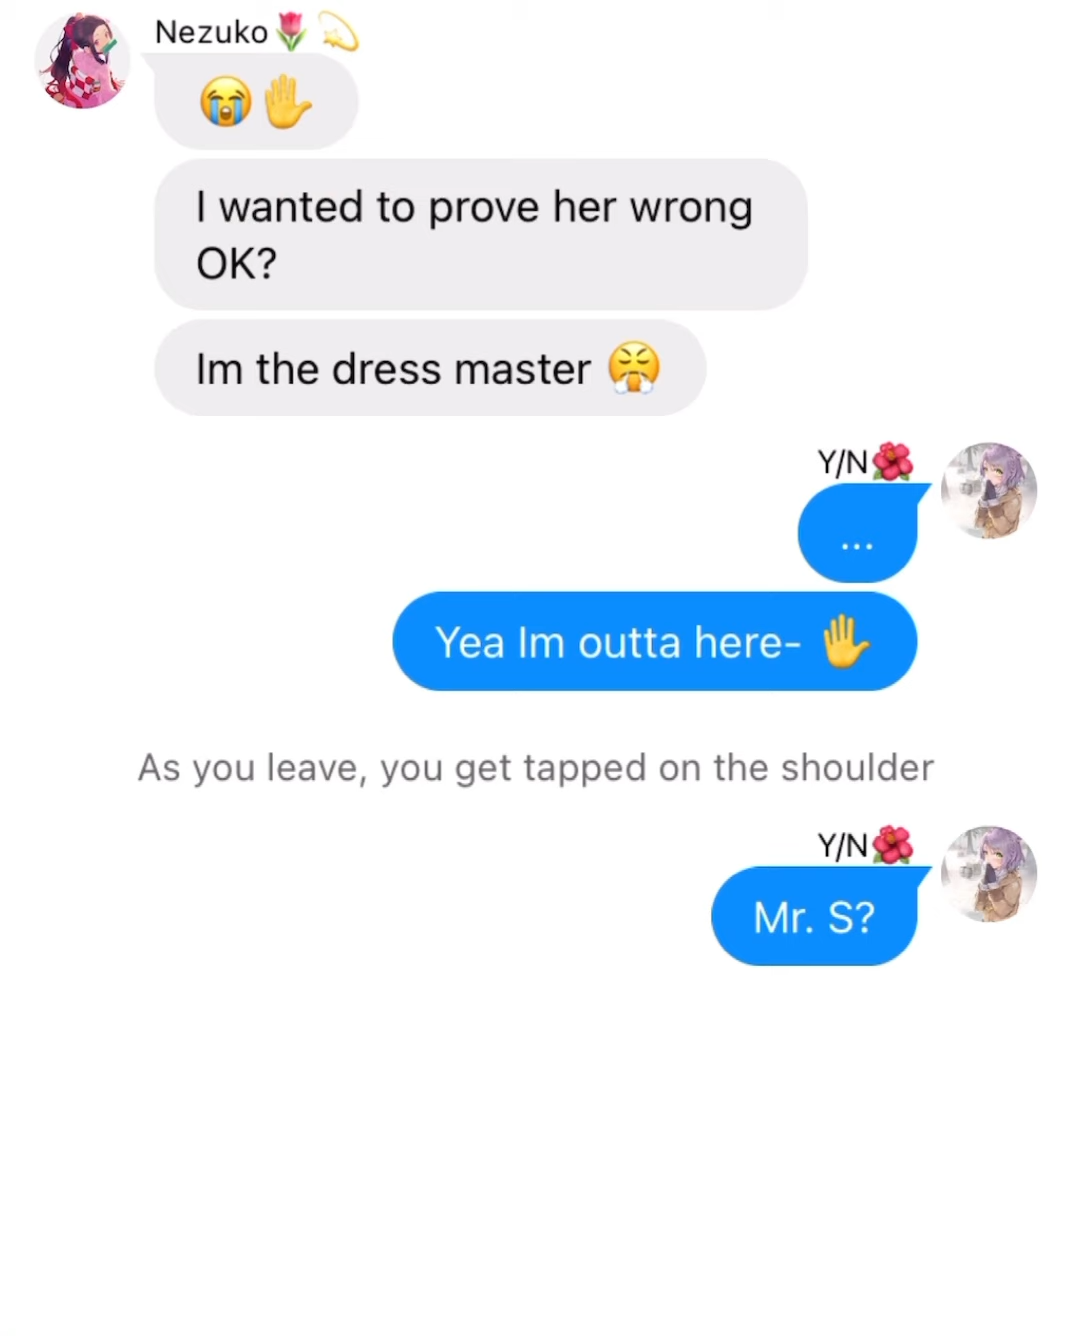 Nezuko🌷💫
😭✋
I wanted to prove her wrong
OK?
Im the dress master 😤
Y/N🌺
...
Yea Im outta here- ✋
As you leave, you get tapped on the shoulder
Y/N🌺
Mr. S?